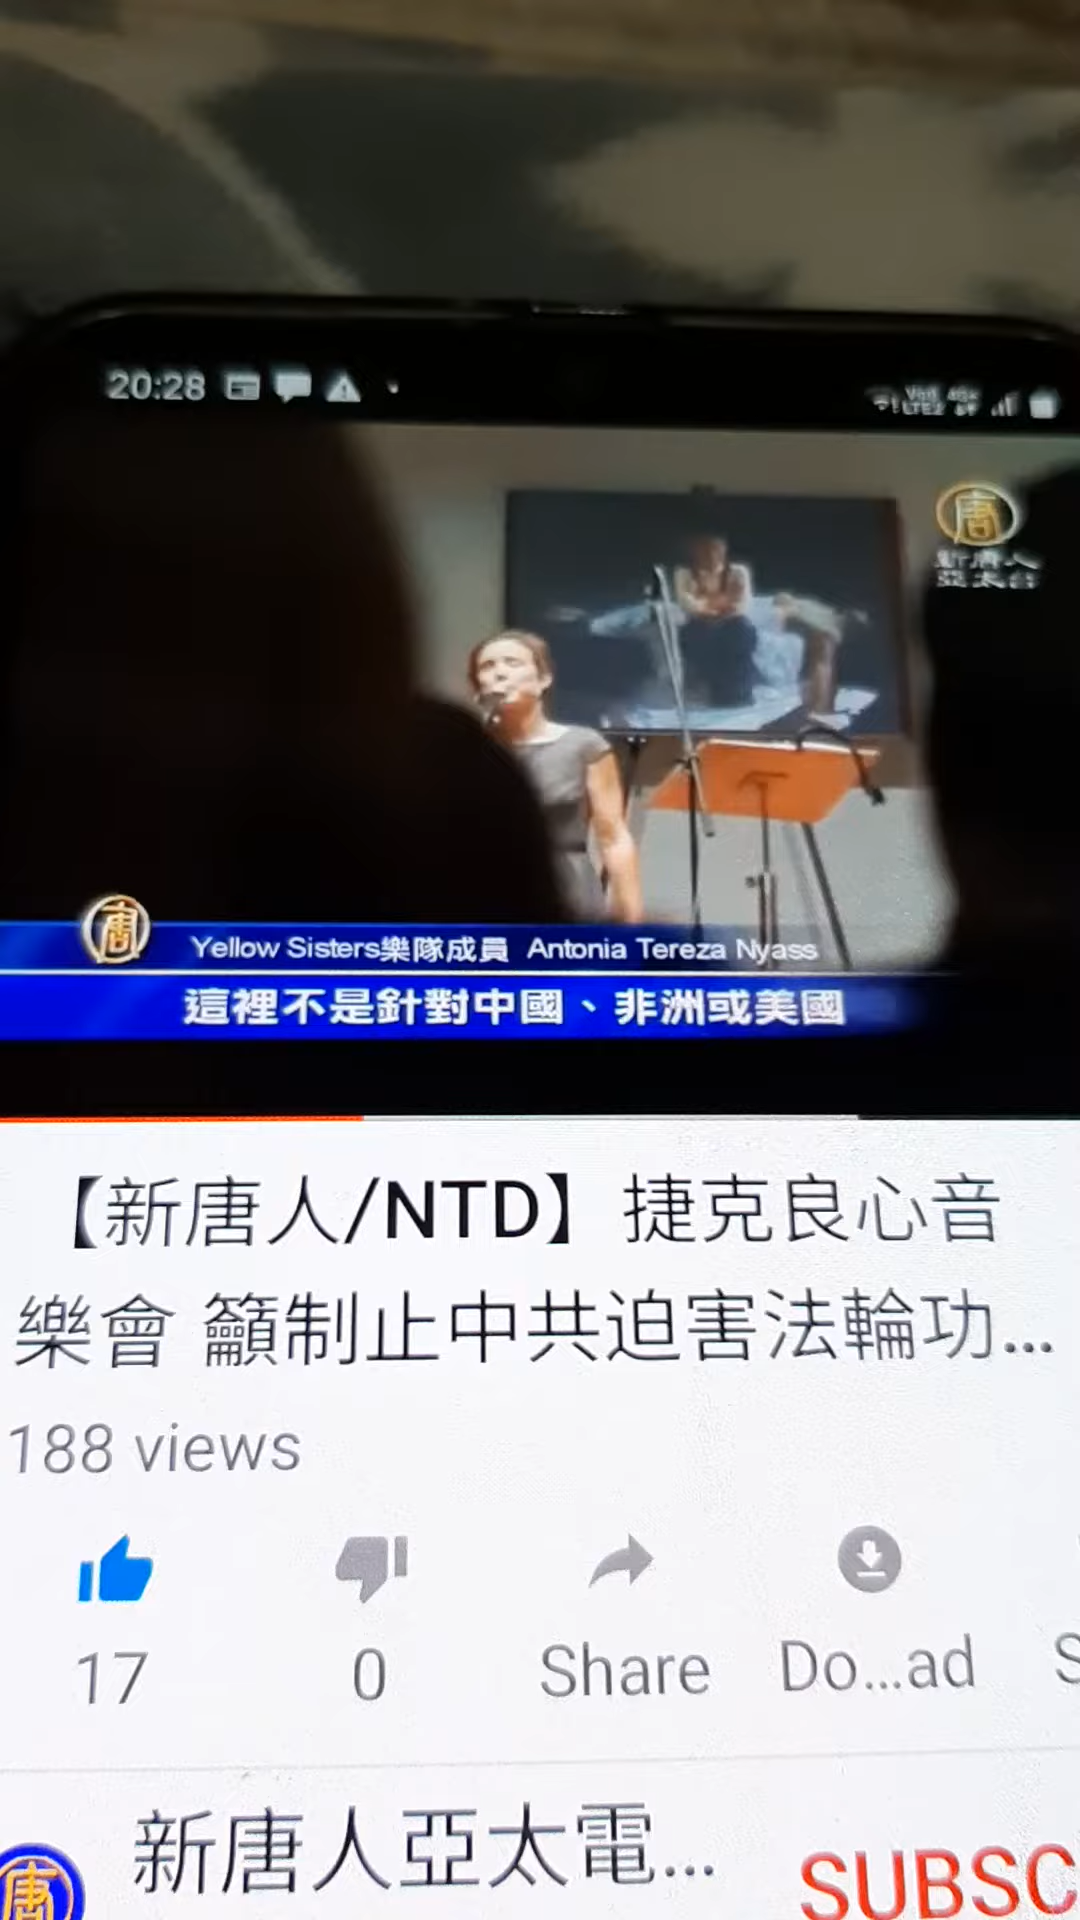 20:28
新唐人
亞太台
Yellow Sisters樂隊成員 Antonia Tereza Nyass
這裡不是針對中國、非洲或美國
【新唐人/NTD】捷克良心音
樂會 籲制止中共迫害法輪功...
188 views
17 0 Share Do...ad
新唐人亞太電...
SUBSC